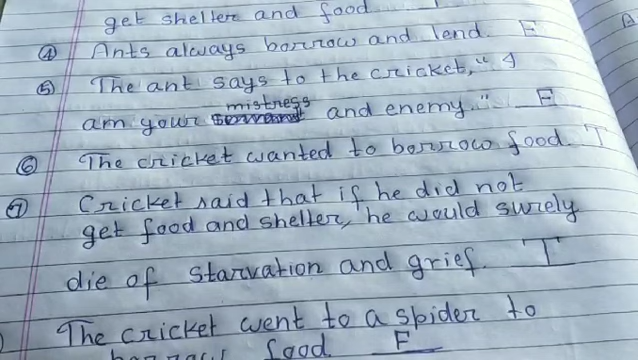 get shelter and food.
④ Ants always borrow and lend. F
⑤ The ant says to the cricket, "I
mistress
am your and enemy." F
⑥ The cricket wanted to borrow food. T
⑦ Cricket said that if he did not
get food and shelter, he would surely
die of starvation and grief. T
The cricket went to a spider to
borrow food. F